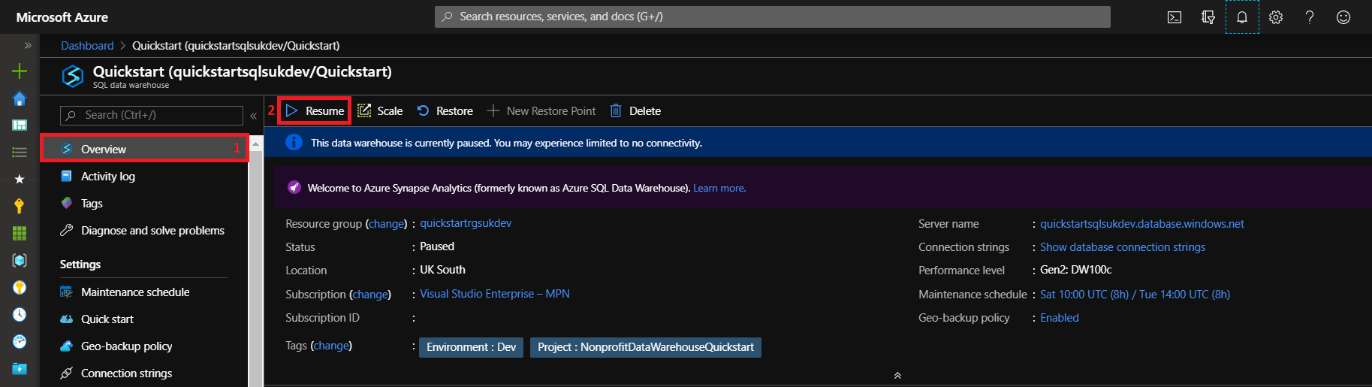 Microsoft Azure
Search resources, services, and docs (G+/)
Dashboard > Quickstart (quickstartsqlsukdev/Quickstart)
Quickstart (quickstartsqlsukdev/Quickstart)
SQL data warehouse
Search (Ctrl+/)
Overview 1
Activity log
Tags
Diagnose and solve problems
Settings
Maintenance schedule
Quick start
Geo-backup policy
Connection strings
2 Resume Scale Restore New Restore Point Delete
This data warehouse is currently paused. You may experience limited to no connectivity.
Welcome to Azure Synapse Analytics (formerly known as Azure SQL Data Warehouse). Learn more.
Resource group (change) : quickstartrgsukdev
Status : Paused
Location : UK South
Subscription (change) : Visual Studio Enterprise – MPN
Subscription ID :
Tags (change) : Environment : Dev Project : NonprofitDataWarehouseQuickstart
Server name : quickstartsqlsukdev.database.windows.net
Connection strings : Show database connection strings
Performance level : Gen2: DW100c
Maintenance schedule : Sat 10:00 UTC (8h) / Tue 14:00 UTC (8h)
Geo-backup policy : Enabled